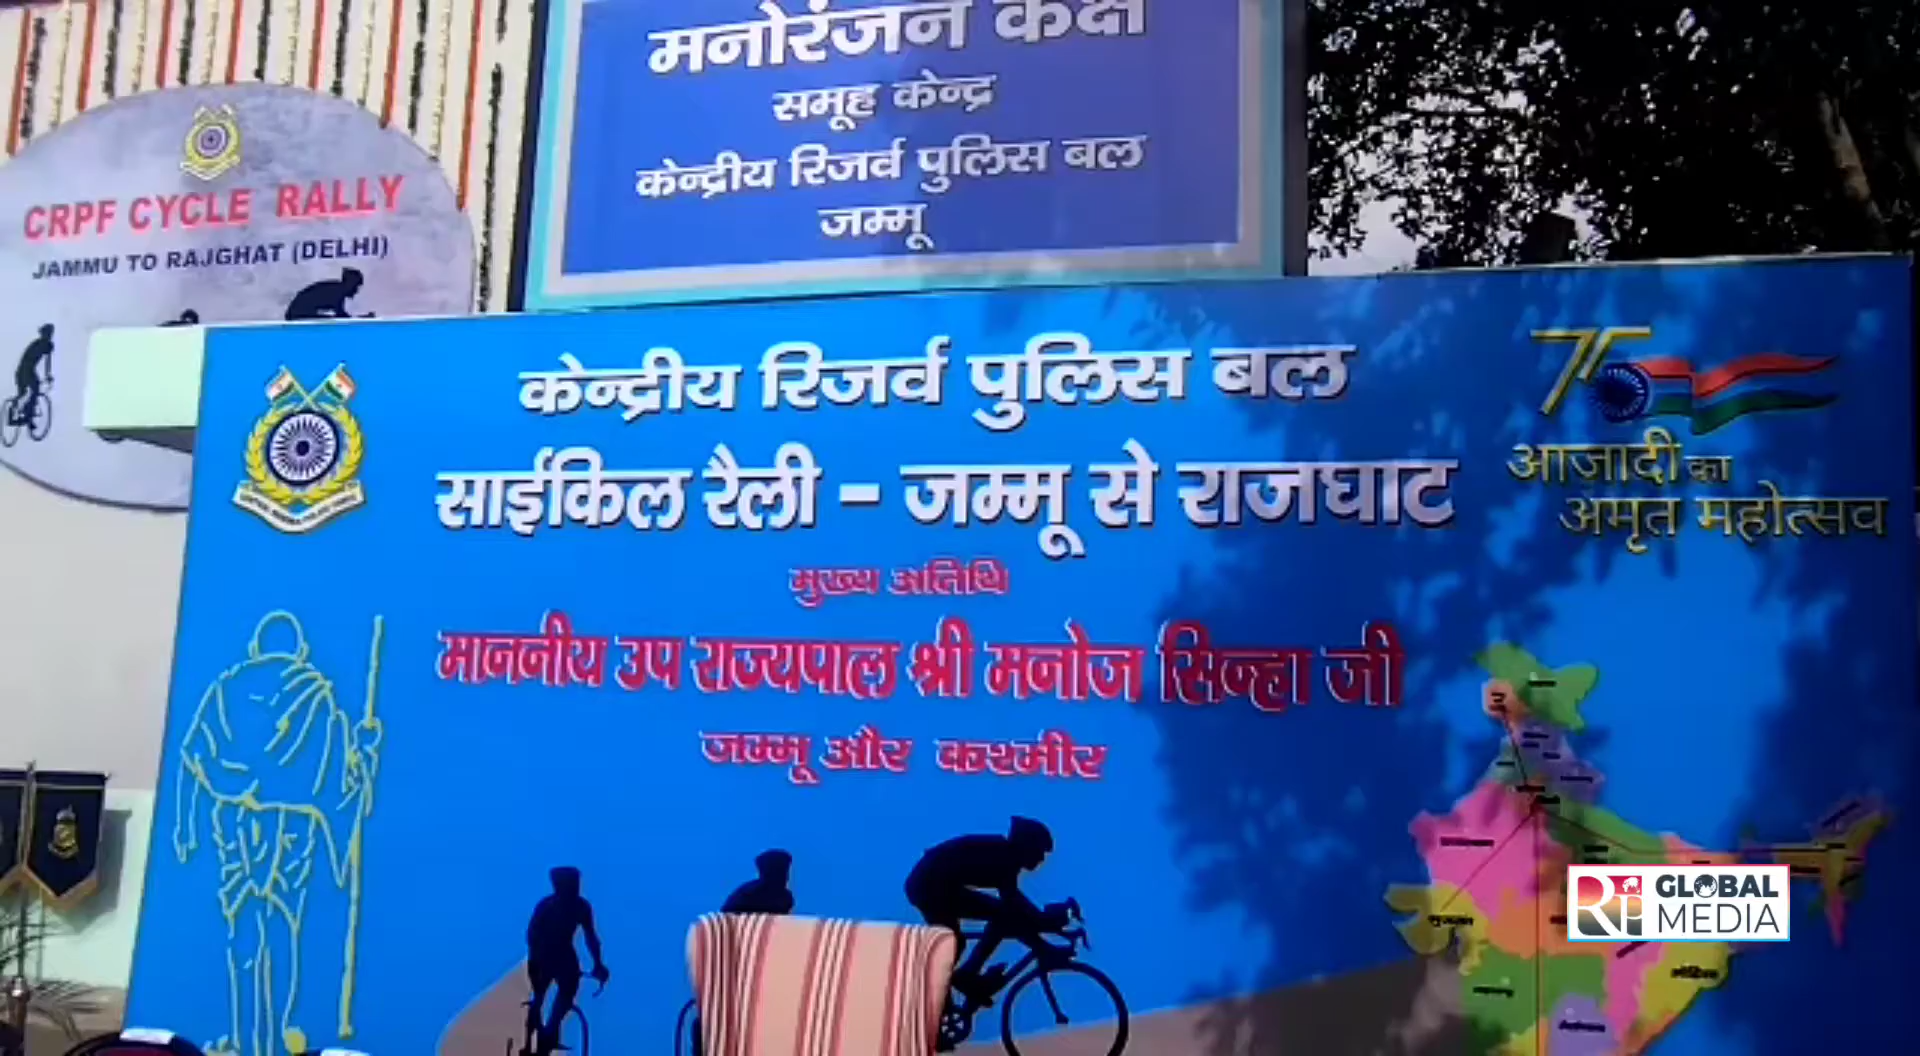 मनोरंजन कक्ष
समूह केन्द्र
केन्द्रीय रिजर्व पुलिस बल
जम्मू
CRPF CYCLE RALLY
JAMMU TO RAJGHAT (DELHI)
केन्द्रीय रिजर्व पुलिस बल
साईकिल रैली - जम्मू से राजघाट
75
आज़ादी का
अमृत महोत्सव
मुख्य अतिथि
माननीय उप राज्यपाल श्री मनोज सिन्हा जी
जम्मू और कश्मीर
RP GLOBAL
MEDIA